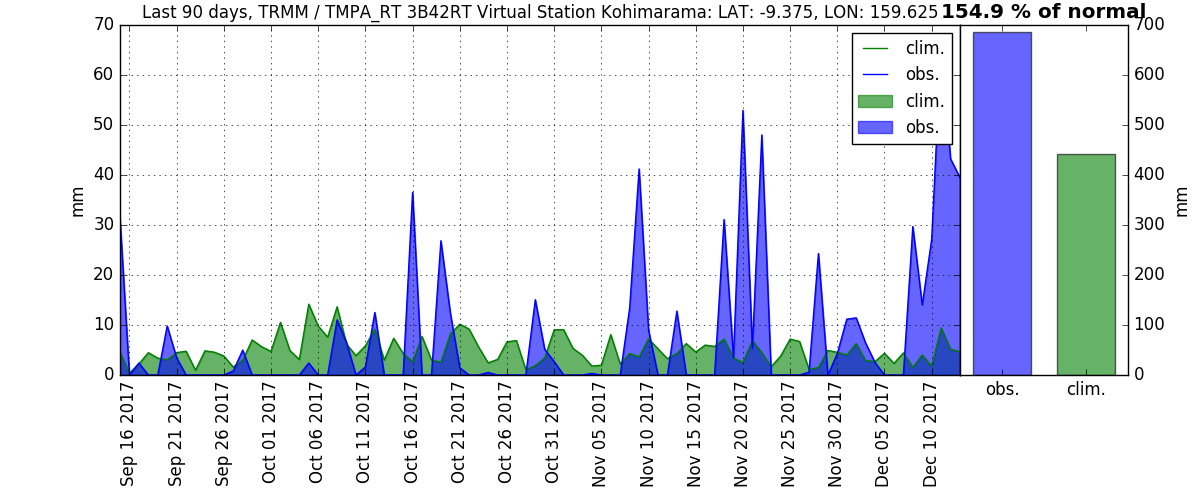 Last 90 days, TRMM / TMPA_RT 3B42RT Virtual Station Kohimarama: LAT: -9.375, LON: 159.625 154.9 % of normal
70
60
50
40
30
20
10
0
mm
clim.
obs.
clim.
obs.
Sep 16 2017
Sep 21 2017
Sep 26 2017
Oct 01 2017
Oct 06 2017
Oct 11 2017
Oct 16 2017
Oct 21 2017
Oct 26 2017
Oct 31 2017
Nov 05 2017
Nov 10 2017
Nov 15 2017
Nov 20 2017
Nov 25 2017
Nov 30 2017
Dec 05 2017
Dec 10 2017
obs.
clim.
700
600
500
400
300
200
100
0
mm